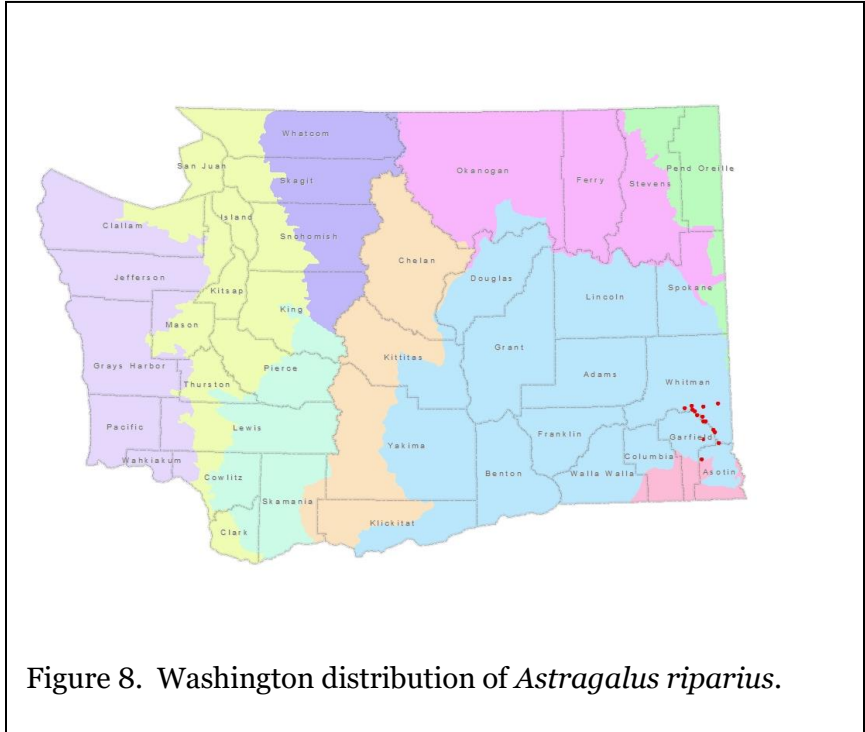 Whatcom
San Juan
Skagit
Okanogan
Ferry
Stevens
Pend Oreille
Island
Clallam
Snohomish
Chelan
Jefferson
Douglas
Kitsap
Lincoln
Spokane
King
Mason
Grant
Kittitas
Grays Harbor
Pierce
Adams
Whitman
Thurston
Pacific
Lewis
Franklin
Garfield
Yakima
Columbia
Wahkiakum
Benton
Walla Walla
Asotin
Cowlitz
Skamania
Klickitat
Clark
Figure 8. Washington distribution of Astragalus riparius.